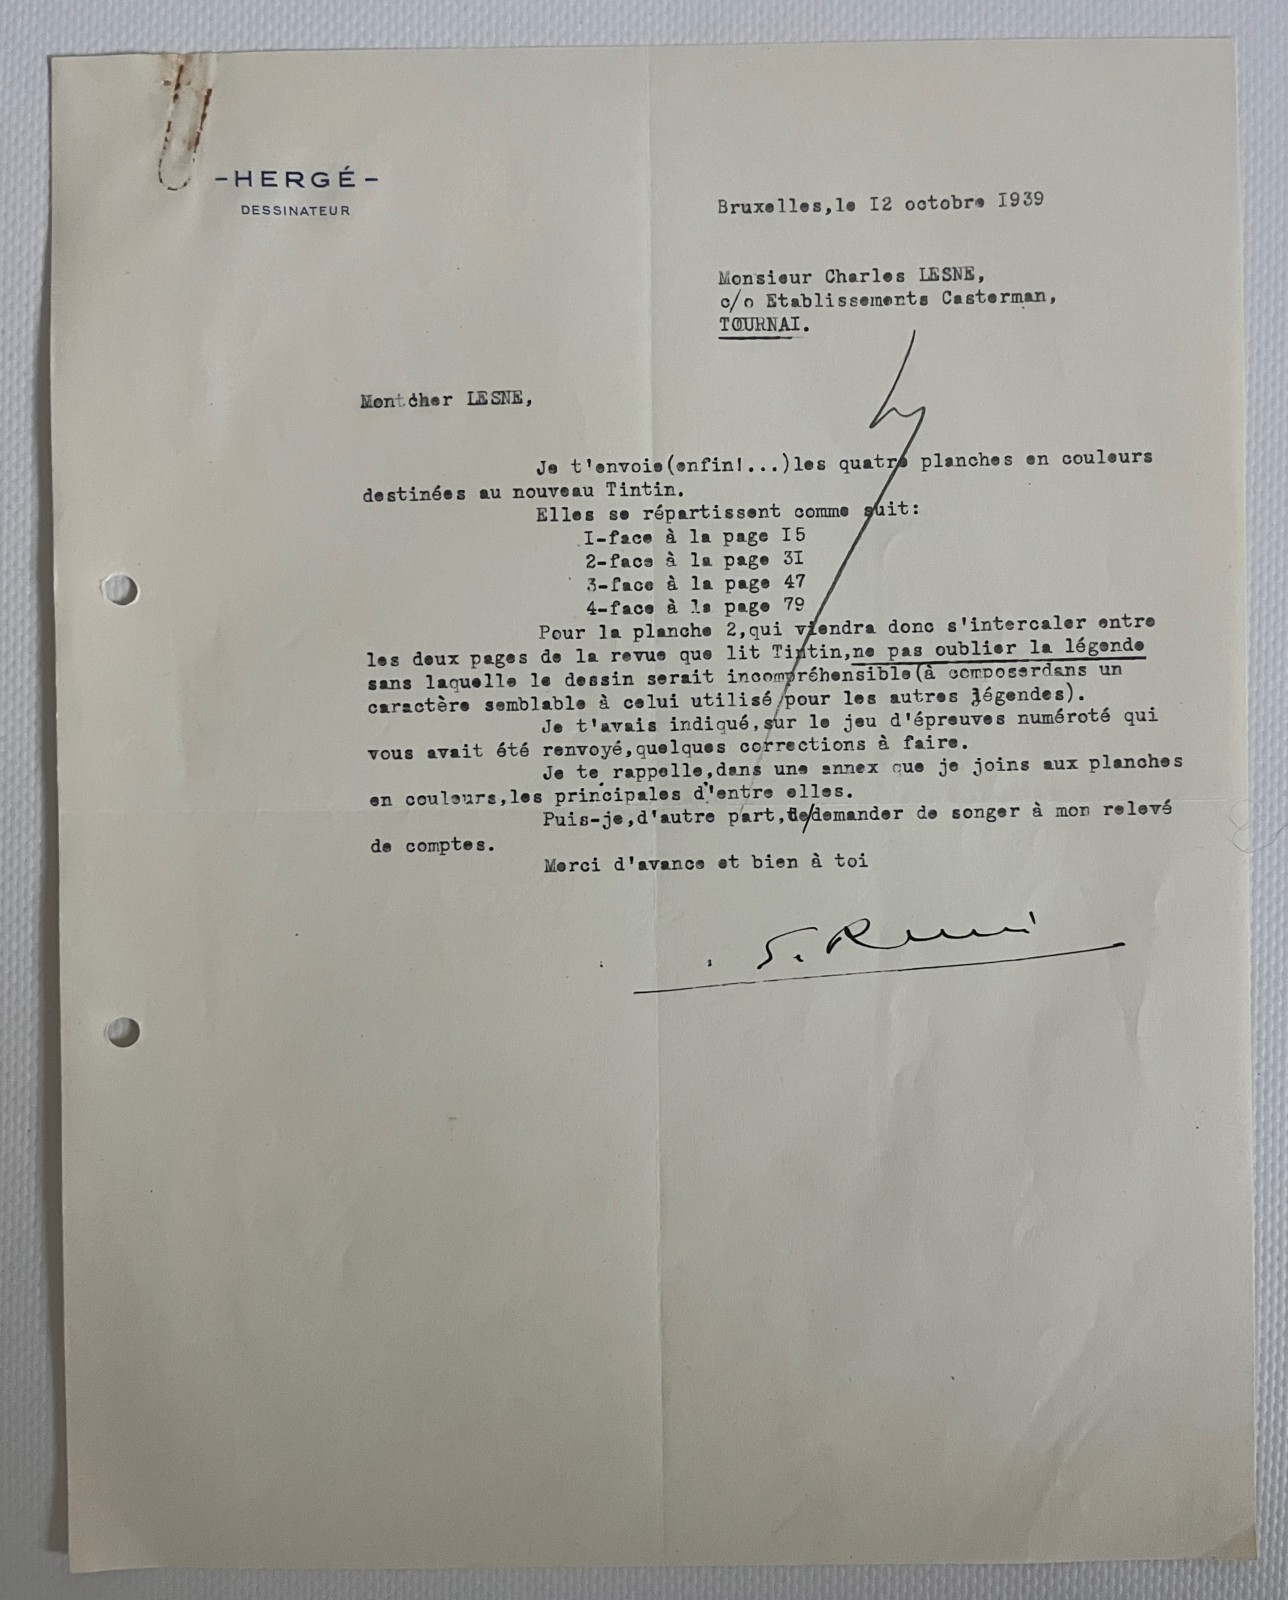 -HERGÉ-
DESSINATEUR
Bruxelles,le I2 octobre I939
Monsieur Charles LESNE,
c/o Etablissements Casterman,
TOURNAI.
Mon cher LESNE,
Je t'envoie(enfin!...)les quatre planches en couleurs
destinées au nouveau Tintin.
Elles se répartissent comme suit:
I-face à la page I5
2-face à la page 3I
3-face à la page 47
4-face à la page 79
Pour la planche 2,qui viendra donc s'intercaler entre
les deux pages de la revue que lit Tintin,ne pas oublier la légende
sans laquelle le dessin serait incompréhensible(à composerdans un
caractère semblable à celui utilisé pour les autres légendes).
Je t'avais indiqué,sur le jeu d'épreuves numéroté qui
vous avait été renvoyé,quelques corrections à faire.
Je te rappelle,dans une annex que je joins aux planches
en couleurs,les principales d'entre elles.
Puis-je,d'autre part,te/demander de songer à mon relevé
de comptes.
Merci d'avance et bien à toi
G. Remi